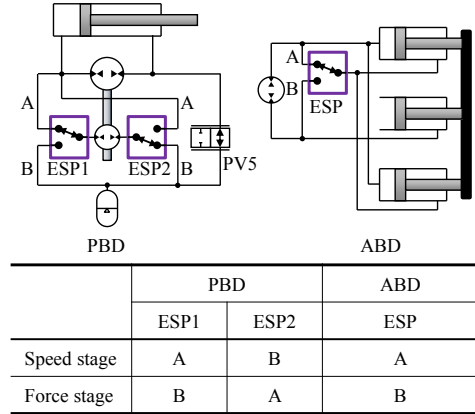 A
A
B
B
ESP1
ESP2
PV5
PBD
A
B
ESP
ABD
PBD ABD
ESP1 ESP2 ESP
Speed stage A B A
Force stage B A B